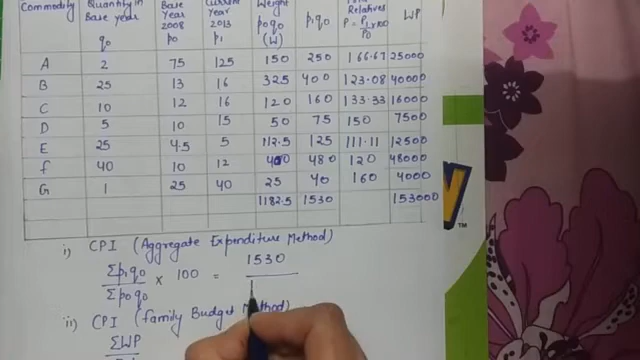 Commodity Quantity in Base year q₀ Base Year 2008 p₀ Current Year 2013 p₁ Weight p₀q₀ (W) p₁q₀ Relatives P = P₁/P₀ x100 WP
A 2 75 125 150 250 166.67 25000
B 25 13 16 325 400 123.08 40000
C 10 12 16 120 160 133.33 16000
D 5 10 15 50 75 150 7500
E 25 4.5 5 112.5 125 111.11 12500
f 40 10 12 400 480 120 48000
G 1 25 40 25 40 160 4000
1182.5 1530 153000
i) CPI (Aggregate Expenditure Method)
Σp₁q₀ / Σp₀q₀ x 100 = 1530
ii) CPI (family Budget Method)
ΣWP